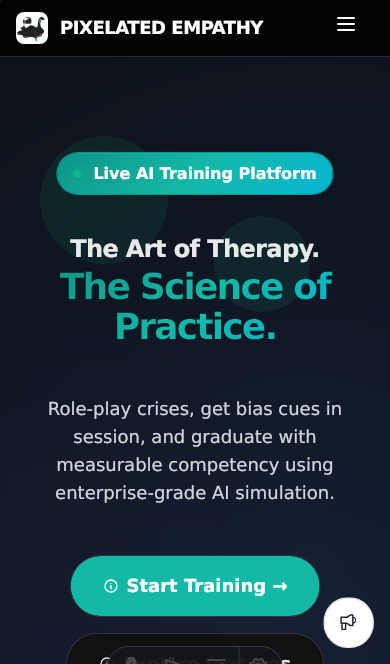 PIXELATED EMPATHY
Live AI Training Platform
The Art of Therapy.
The Science of
Practice.
Role-play crises, get bias cues in
session, and graduate with
measurable competency using
enterprise-grade AI simulation.
Start Training →